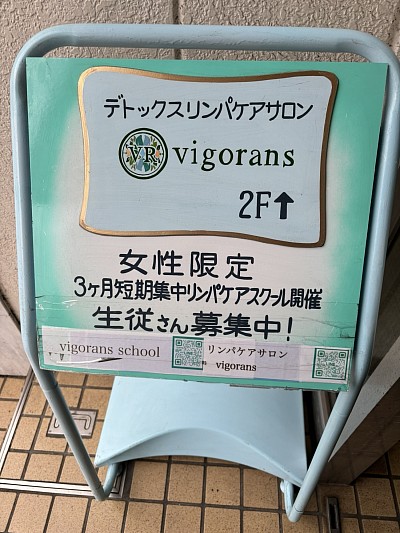 デトックスリンパケアサロン
VR vigorans
2F↑
女性限定
3ヶ月短期集中リンパケアスクール開催
生徒さん募集中!
vigorans school
リンパケアサロン
vigorans